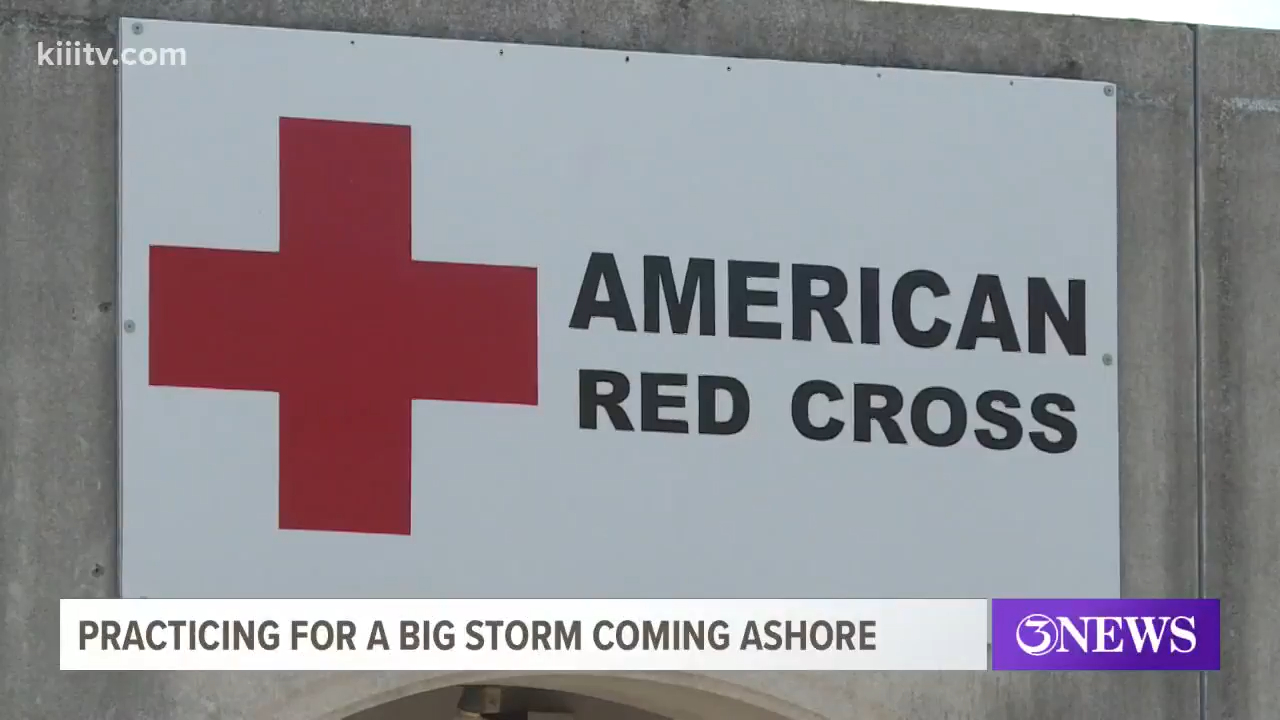 kiiitv.com
AMERICAN
RED CROSS
PRACTICING FOR A BIG STORM COMING ASHORE
3NEWS